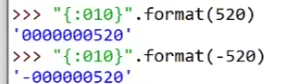 >>> "{:010}".format(520)
'0000000520'
>>> "{:010}".format(-520)
'-000000520'